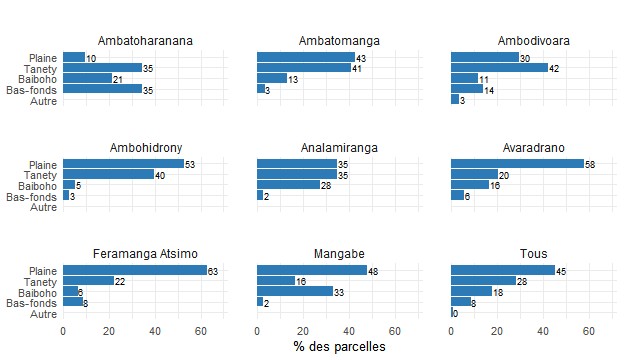 Ambatoharanana Ambatomanga Ambodivoara
Plaine 10 43 30
Tanety 35 41 42
Baiboho 21 13 11
Bas-fonds 35 3 14
Autre 3
Ambohidrony Analamiranga Avaradrano
Plaine 53 35 58
Tanety 40 35 20
Baiboho 5 28 16
Bas-fonds 3 2 6
Autre
Feramanga Atsimo Mangabe Tous
Plaine 63 48 45
Tanety 22 16 28
Baiboho 6 33 18
Bas-fonds 8 2 8
Autre 0
0 20 40 60 0 20 40 60 0 20 40 60
% des parcelles